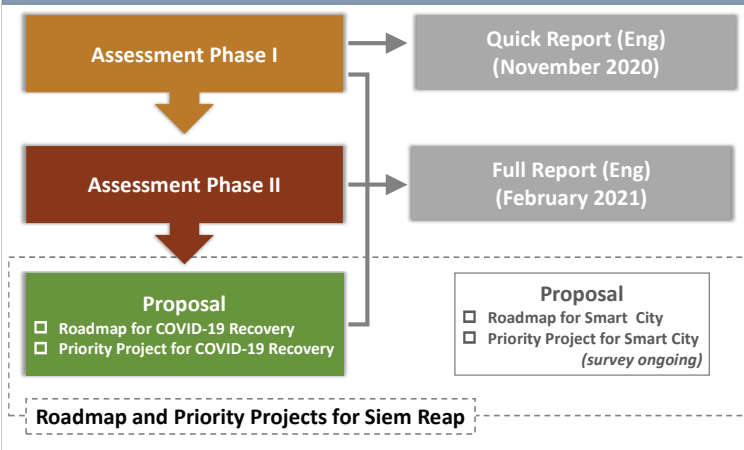 Assessment Phase I
Quick Report (Eng)
(November 2020)
Assessment Phase II
Full Report (Eng)
(February 2021)
Proposal
Roadmap for COVID-19 Recovery
Priority Project for COVID-19 Recovery
Proposal
Roadmap for Smart City
Priority Project for Smart City
(survey ongoing)
Roadmap and Priority Projects for Siem Reap